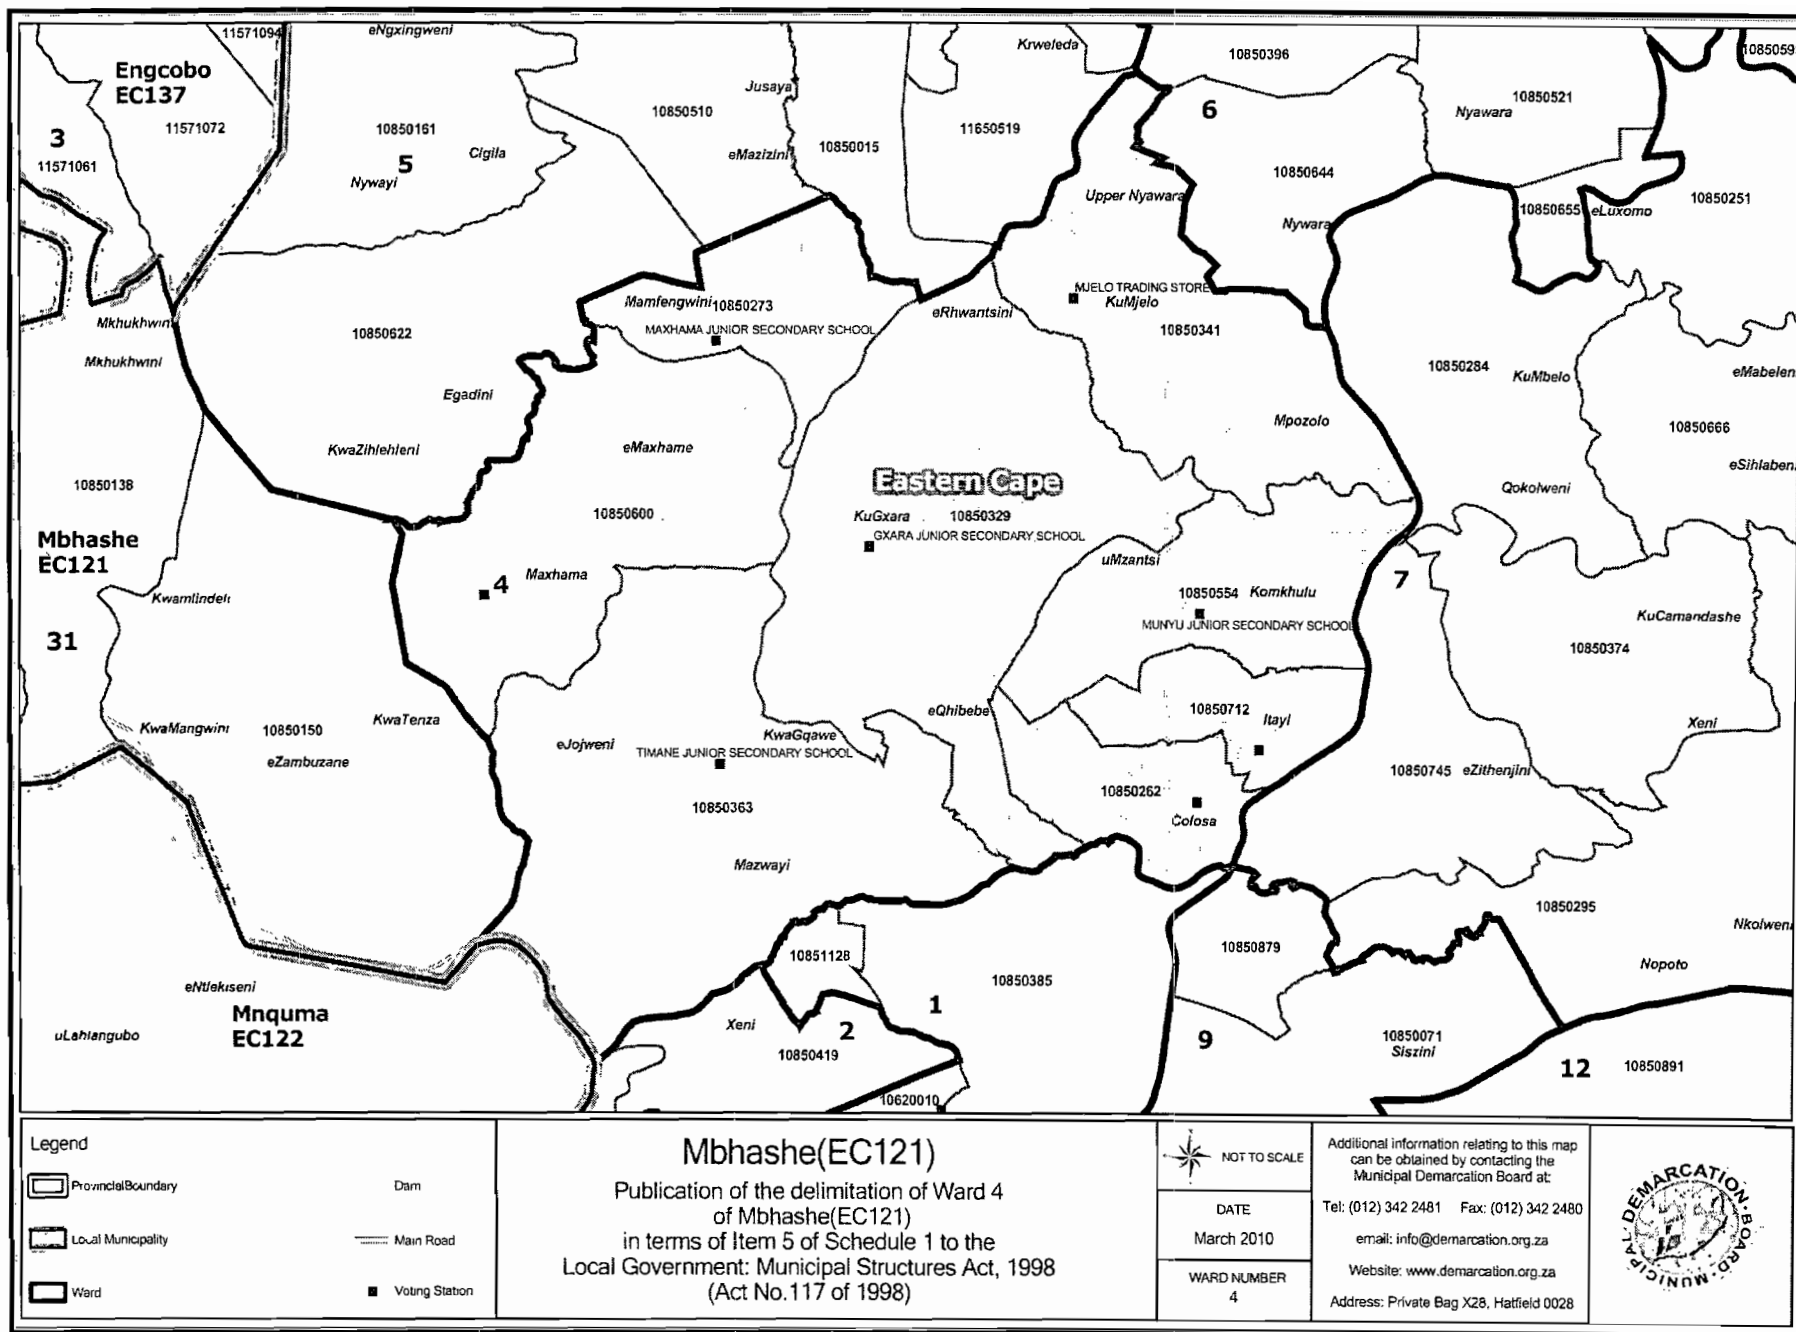 11571094
eNgxingweni
Krweleda
10850396
1085059
Engcobo
EC137
Jusaya
10850510
6
10850521
Nyawara
3
11571072
10850161
11650519
5
Cigila
eMazizini
10850015
11571061
Nywayi
10850644
Upper Nyawara
10850251
10850655
eLuxomo
Nywara
MJELO TRADING STORE
KuMjelo
Mamfengwini
10850273
eRhwantsini
Mkhukhwini
10850622
MAXHAMA JUNIOR SECONDARY SCHOOL
10850341
Mkhukhwini
10850284
KuMbelo
eMabeleni
Egadini
Mpozolo
10850666
KwaZihlehleni
eMaxhame
eSihlabeni
Eastern Cape
10850138
Qokolweni
10850600
KuGxara
10850329
GXARA JUNIOR SECONDARY SCHOOL
Mbhashe
EC121
uMzantsi
Maxhama
4
7
10850554
Komkhulu
Kwamlindeli
MUNYU JUNIOR SECONDARY SCHOOL
KuCamandashe
31
10850374
10850712
Itayi
eQhibebe
KwaMangwini
10850150
KwaTenza
Xeni
KwaGqawe
eJojweni
TIMANE JUNIOR SECONDARY SCHOOL
eZambuzane
10850745
eZithenjini
10850262
10850363
Colosa
Mazwayi
10850295
Nkolweni
10850879
10851128
Nopoto
10850385
eNtlekiseni
Mnquma
EC122
1
Xeni
2
uLahlangubo
9
10850071
Siszini
10850419
12
10850891
10620010
Legend
ProvincialBoundary
Dam
Local Municipality
Main Road
Ward
Voting Station
Mbhashe(EC121)
Publication of the delimitation of Ward 4
of Mbhashe(EC121)
in terms of Item 5 of Schedule 1 to the
Local Government: Municipal Structures Act, 1998
(Act No.117 of 1998)
NOT TO SCALE
DATE
March 2010
WARD NUMBER
4
Additional information relating to this map
can be obtained by contacting the
Municipal Demarcation Board at:
Tel: (012) 342 2481 Fax: (012) 342 2480
email: info@demarcation.org.za
Website: www.demarcation.org.za
Address: Private Bag X28, Hatfield 0028
MUNICIPAL DEMARCATION BOARD